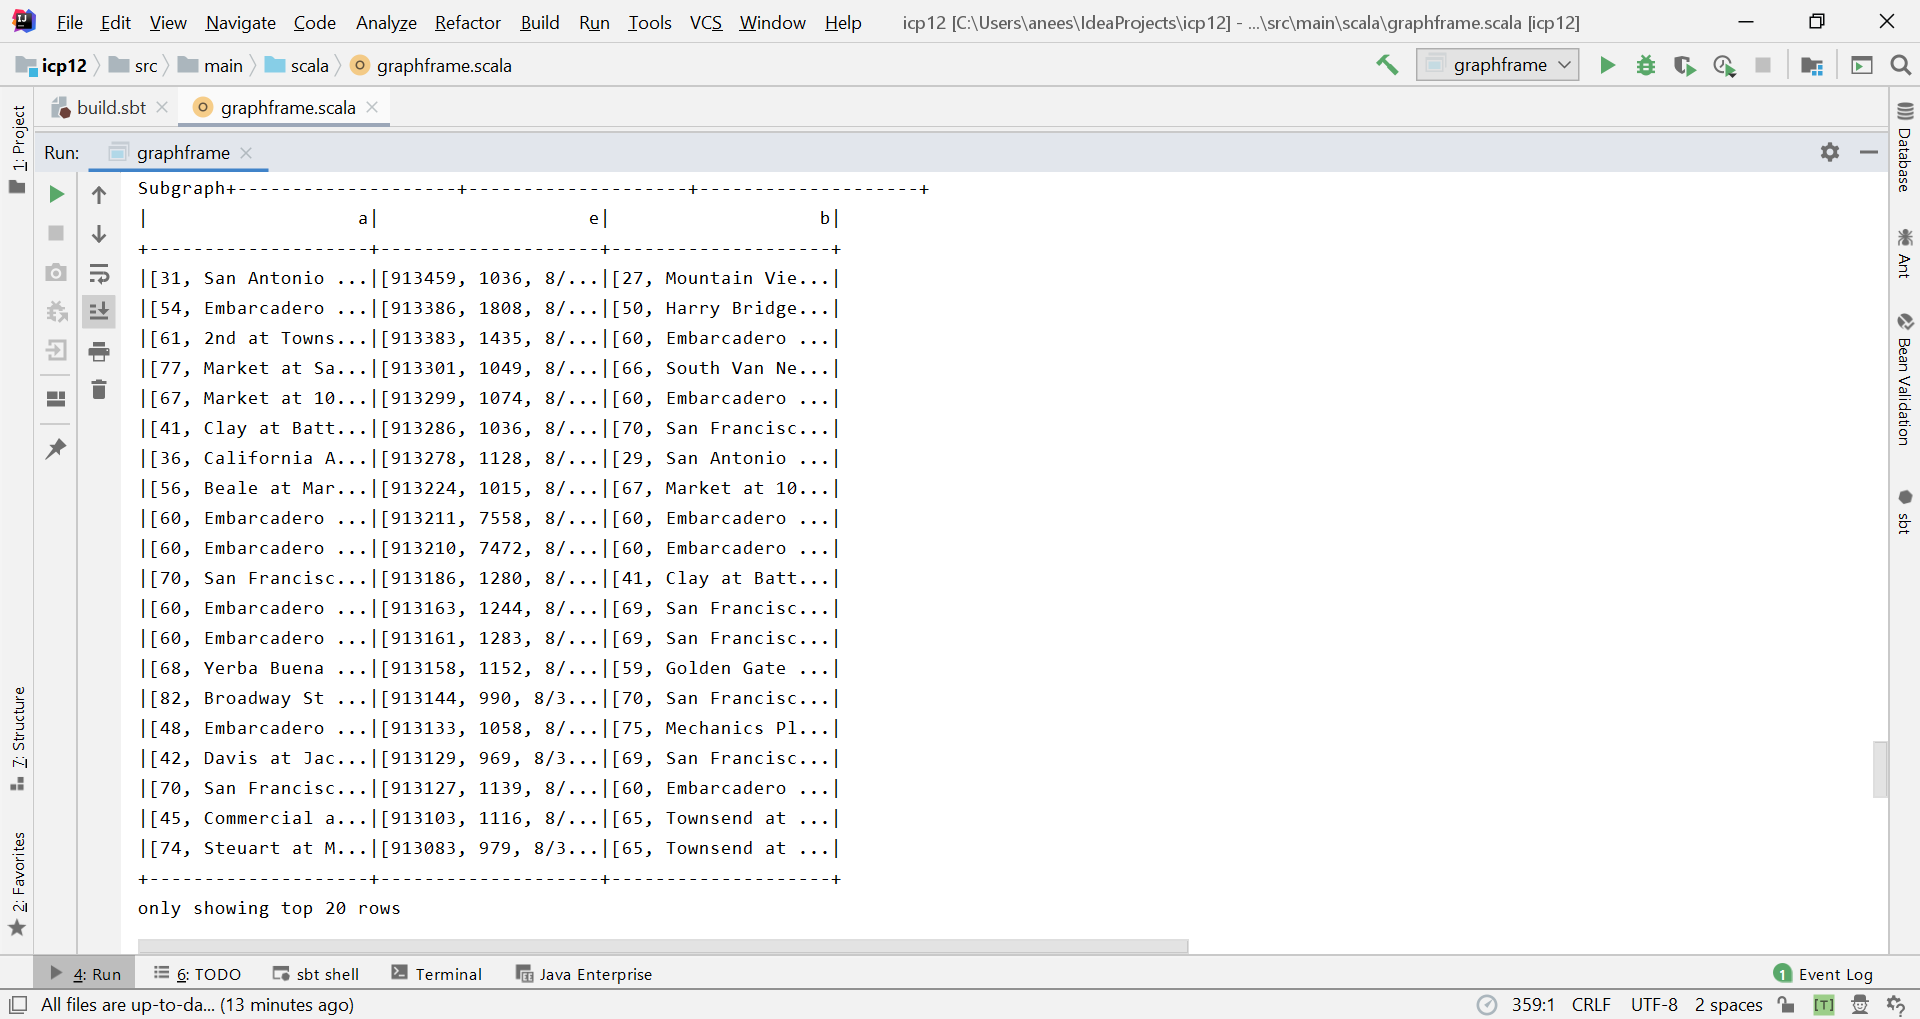 File Edit View Navigate Code Analyze Refactor Build Run Tools VCS Window Help icp12 [C:\Users\anees\IdeaProjects\icp12] - ...\src\main\scala\graphframe.scala [icp12]
icp12 src main scala graphframe.scala graphframe
build.sbt graphframe.scala
Run: graphframe
1: Project
7: Structure
2: Favorites
Database
Ant
Bean Validation
sbt
Subgraph+--------------------+--------------------+--------------------+
|                   a|                   e|                   b|
+--------------------+--------------------+--------------------+
|[31, San Antonio ...|[913459, 1036, 8/...|[27, Mountain Vie...|
|[54, Embarcadero ...|[913386, 1808, 8/...|[50, Harry Bridge...|
|[61, 2nd at Towns...|[913383, 1435, 8/...|[60, Embarcadero ...|
|[77, Market at Sa...|[913301, 1049, 8/...|[66, South Van Ne...|
|[67, Market at 10...|[913299, 1074, 8/...|[60, Embarcadero ...|
|[41, Clay at Batt...|[913286, 1036, 8/...|[70, San Francisc...|
|[36, California A...|[913278, 1128, 8/...|[29, San Antonio ...|
|[56, Beale at Mar...|[913224, 1015, 8/...|[67, Market at 10...|
|[60, Embarcadero ...|[913211, 7558, 8/...|[60, Embarcadero ...|
|[60, Embarcadero ...|[913210, 7472, 8/...|[60, Embarcadero ...|
|[70, San Francisc...|[913186, 1280, 8/...|[41, Clay at Batt...|
|[60, Embarcadero ...|[913163, 1244, 8/...|[69, San Francisc...|
|[60, Embarcadero ...|[913161, 1283, 8/...|[69, San Francisc...|
|[68, Yerba Buena ...|[913158, 1152, 8/...|[59, Golden Gate ...|
|[82, Broadway St ...|[913144, 990, 8/3...|[70, San Francisc...|
|[48, Embarcadero ...|[913133, 1058, 8/...|[75, Mechanics Pl...|
|[42, Davis at Jac...|[913129, 969, 8/3...|[69, San Francisc...|
|[70, San Francisc...|[913127, 1139, 8/...|[60, Embarcadero ...|
|[45, Commercial a...|[913103, 1116, 8/...|[65, Townsend at ...|
|[74, Steuart at M...|[913083, 979, 8/3...|[65, Townsend at ...|
+--------------------+--------------------+--------------------+
only showing top 20 rows
4: Run 6: TODO sbt shell Terminal Java Enterprise 1 Event Log
All files are up-to-da... (13 minutes ago) 359:1 CRLF UTF-8 2 spaces [T]